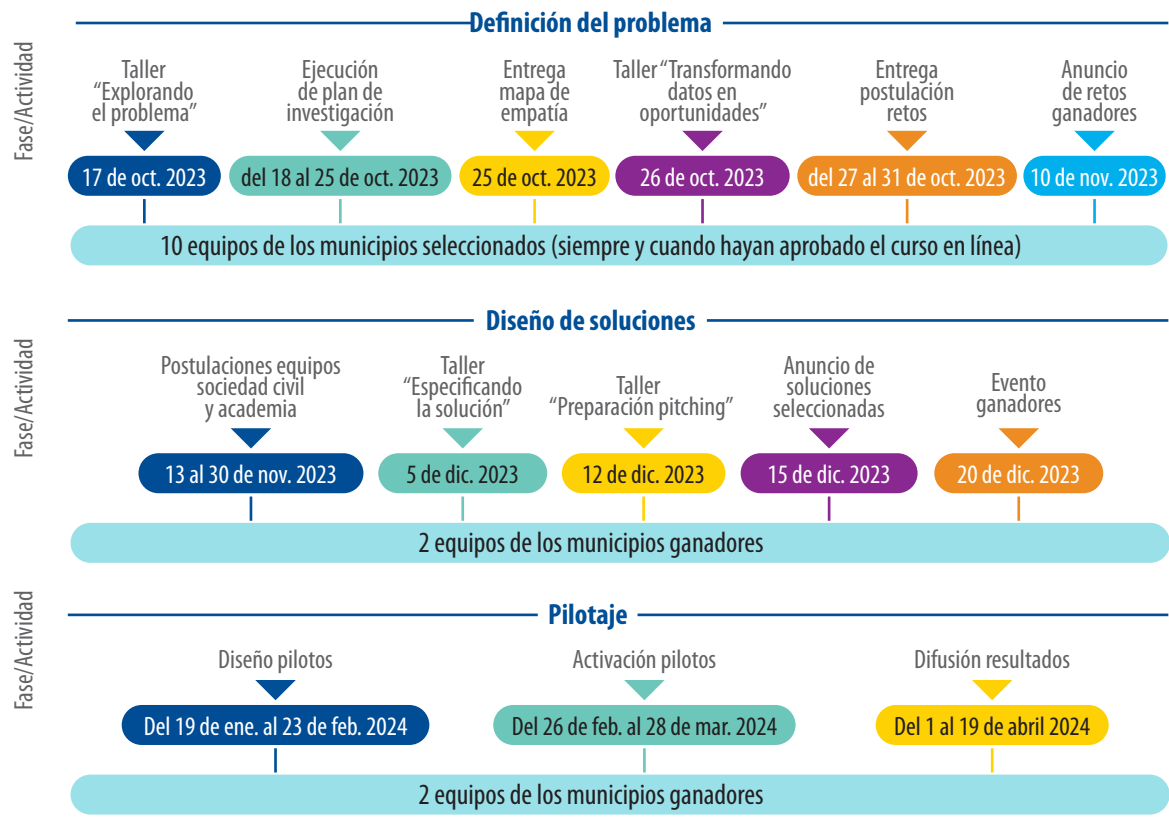 Definición del problema
Fase/Actividad
Taller
“Explorando
el problema”
Ejecución
de plan de
investigación
Entrega
mapa de
empatía
Taller “Transformando
datos en
oportunidades”
Entrega
postulación
retos
Anuncio
de retos
ganadores
17 de oct. 2023
del 18 al 25 de oct. 2023
25 de oct. 2023
26 de oct. 2023
del 27 al 31 de oct. 2023
10 de nov. 2023
10 equipos de los municipios seleccionados (siempre y cuando hayan aprobado el curso en línea)
Diseño de soluciones
Fase/Actividad
Postulaciones equipos
sociedad civil
y academia
Taller
“Especificando
la solución”
Taller
“Preparación pitching”
Anuncio de
soluciones
seleccionadas
Evento
ganadores
13 al 30 de nov. 2023
5 de dic. 2023
12 de dic. 2023
15 de dic. 2023
20 de dic. 2023
2 equipos de los municipios ganadores
Pilotaje
Fase/Actividad
Diseño pilotos
Activación pilotos
Difusión resultados
Del 19 de ene. al 23 de feb. 2024
Del 26 de feb. al 28 de mar. 2024
Del 1 al 19 de abril 2024
2 equipos de los municipios ganadores